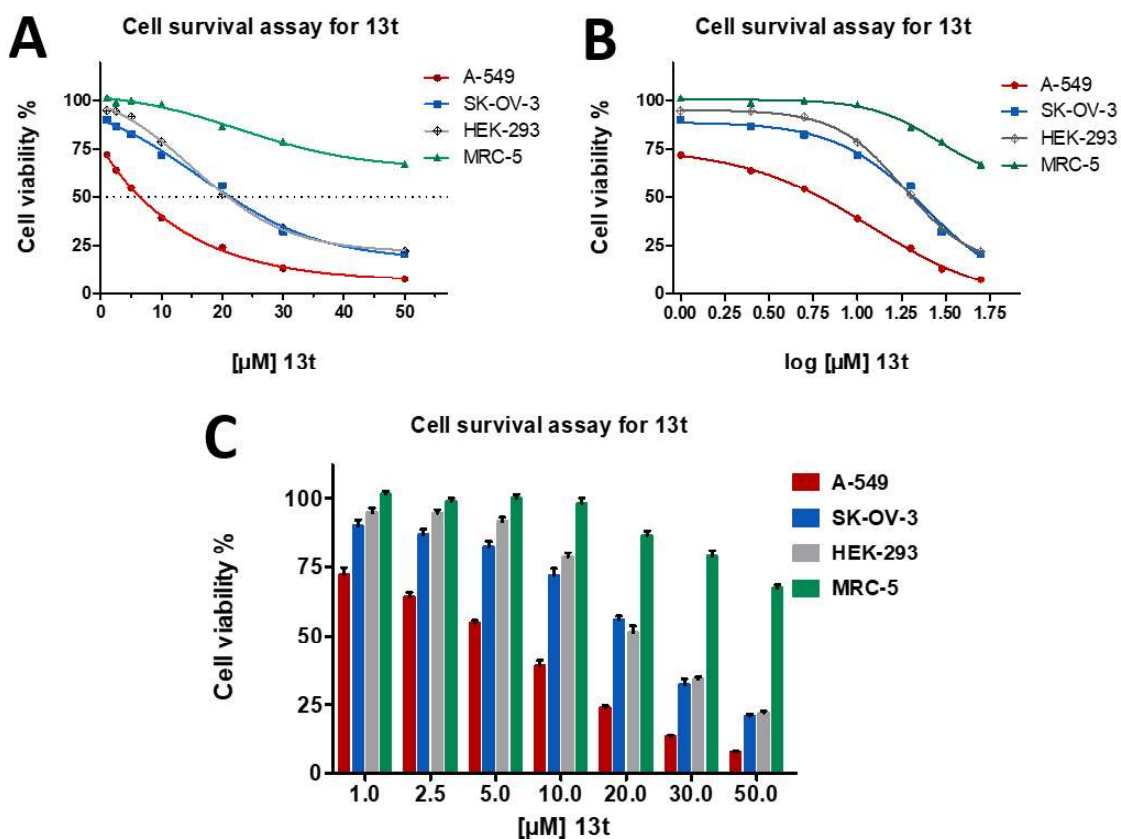 A
Cell survival assay for 13t
Cell viability %
100
75
50
25
0
0 10 20 30 40 50
[µM] 13t
A-549
SK-OV-3
HEK-293
MRC-5
B
Cell survival assay for 13t
Cell viability %
100
75
50
25
0
0.00 0.25 0.50 0.75 1.00 1.25 1.50 1.75
log [µM] 13t
A-549
SK-OV-3
HEK-293
MRC-5
C
Cell survival assay for 13t
Cell viability %
100
75
50
25
0
1.0 2.5 5.0 10.0 20.0 30.0 50.0
[µM] 13t
A-549
SK-OV-3
HEK-293
MRC-5